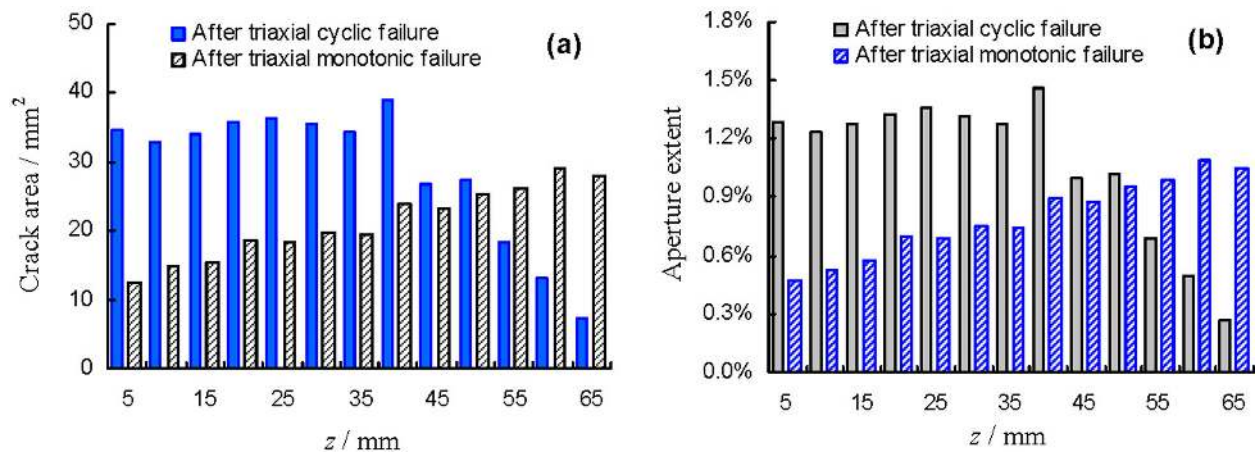 50
40
30
20
10
0
Crack area / mm²
After triaxial cyclic failure
After triaxial monotonic failure
(a)
5 15 25 35 45 55 65
z / mm
1.8%
1.5%
1.2%
0.9%
0.6%
0.3%
0.0%
Aperture extent
After triaxial cyclic failure
After triaxial monotonic failure
(b)
5 15 25 35 45 55 65
z / mm